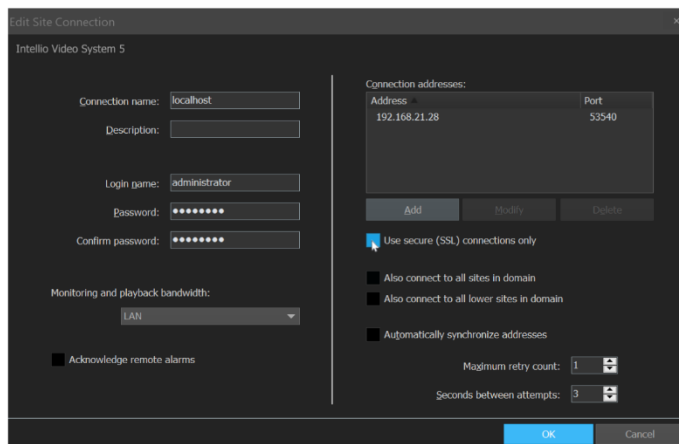 Edit Site Connection
Intellio Video System 5
Connection name: localhost
Description:
Login name: administrator
Password: ●●●●●●●●
Confirm password: ●●●●●●●●
Monitoring and playback bandwidth:
LAN
Acknowledge remote alarms
Connection addresses:
Address Port
192.168.21.28 53540
Add Modify Delete
Use secure (SSL) connections only
Also connect to all sites in domain
Also connect to all lower sites in domain
Automatically synchronize addresses
Maximum retry count: 1
Seconds between attempts: 3
OK Cancel